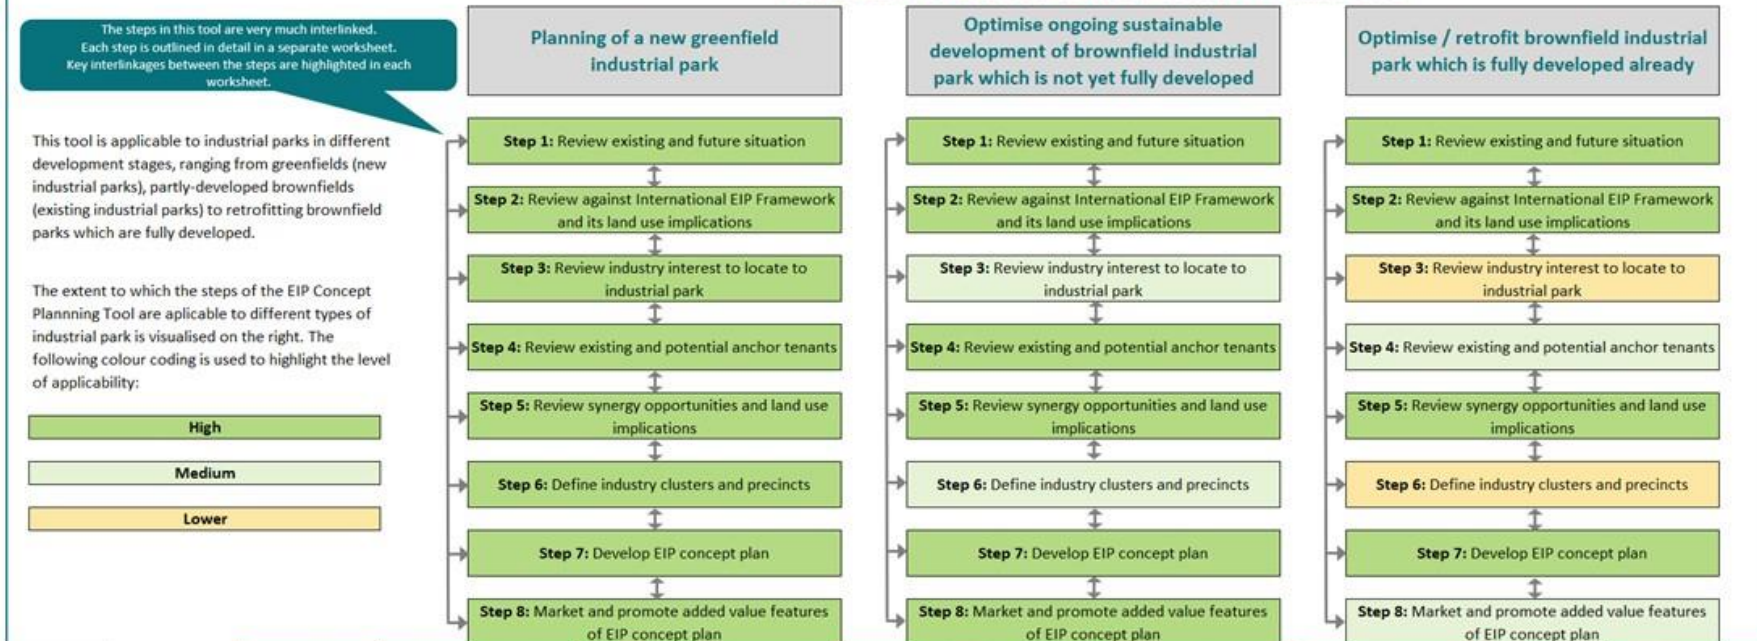 The steps in this tool are very much interlinked.
Each step is outlined in detail in a separate worksheet.
Key interlinkages between the steps are highlighted in each
worksheet.
This tool is applicable to industrial parks in different
development stages, ranging from greenfields (new
industrial parks), partly-developed brownfields
(existing industrial parks) to retrofitting brownfield
parks which are fully developed.
The extent to which the steps of the EIP Concept
Plannning Tool are aplicable to different types of
industrial park is visualised on the right. The
following colour coding is used to highlight the level
of applicability:
High
Medium
Lower
Planning of a new greenfield
industrial park
Step 1: Review existing and future situation
Step 2: Review against International EIP Framework
and its land use implications
Step 3: Review industry interest to locate to
industrial park
Step 4: Review existing and potential anchor tenants
Step 5: Review synergy opportunities and land use
implications
Step 6: Define industry clusters and precincts
Step 7: Develop EIP concept plan
Step 8: Market and promote added value features
of EIP concept plan
Optimise ongoing sustainable
development of brownfield industrial
park which is not yet fully developed
Step 1: Review existing and future situation
Step 2: Review against International EIP Framework
and its land use implications
Step 3: Review industry interest to locate to
industrial park
Step 4: Review existing and potential anchor tenants
Step 5: Review synergy opportunities and land use
implications
Step 6: Define industry clusters and precincts
Step 7: Develop EIP concept plan
Step 8: Market and promote added value features
of EIP concept plan
Optimise / retrofit brownfield industrial
park which is fully developed already
Step 1: Review existing and future situation
Step 2: Review against International EIP Framework
and its land use implications
Step 3: Review industry interest to locate to
industrial park
Step 4: Review existing and potential anchor tenants
Step 5: Review synergy opportunities and land use
implications
Step 6: Define industry clusters and precincts
Step 7: Develop EIP concept plan
Step 8: Market and promote added value features
of EIP concept plan